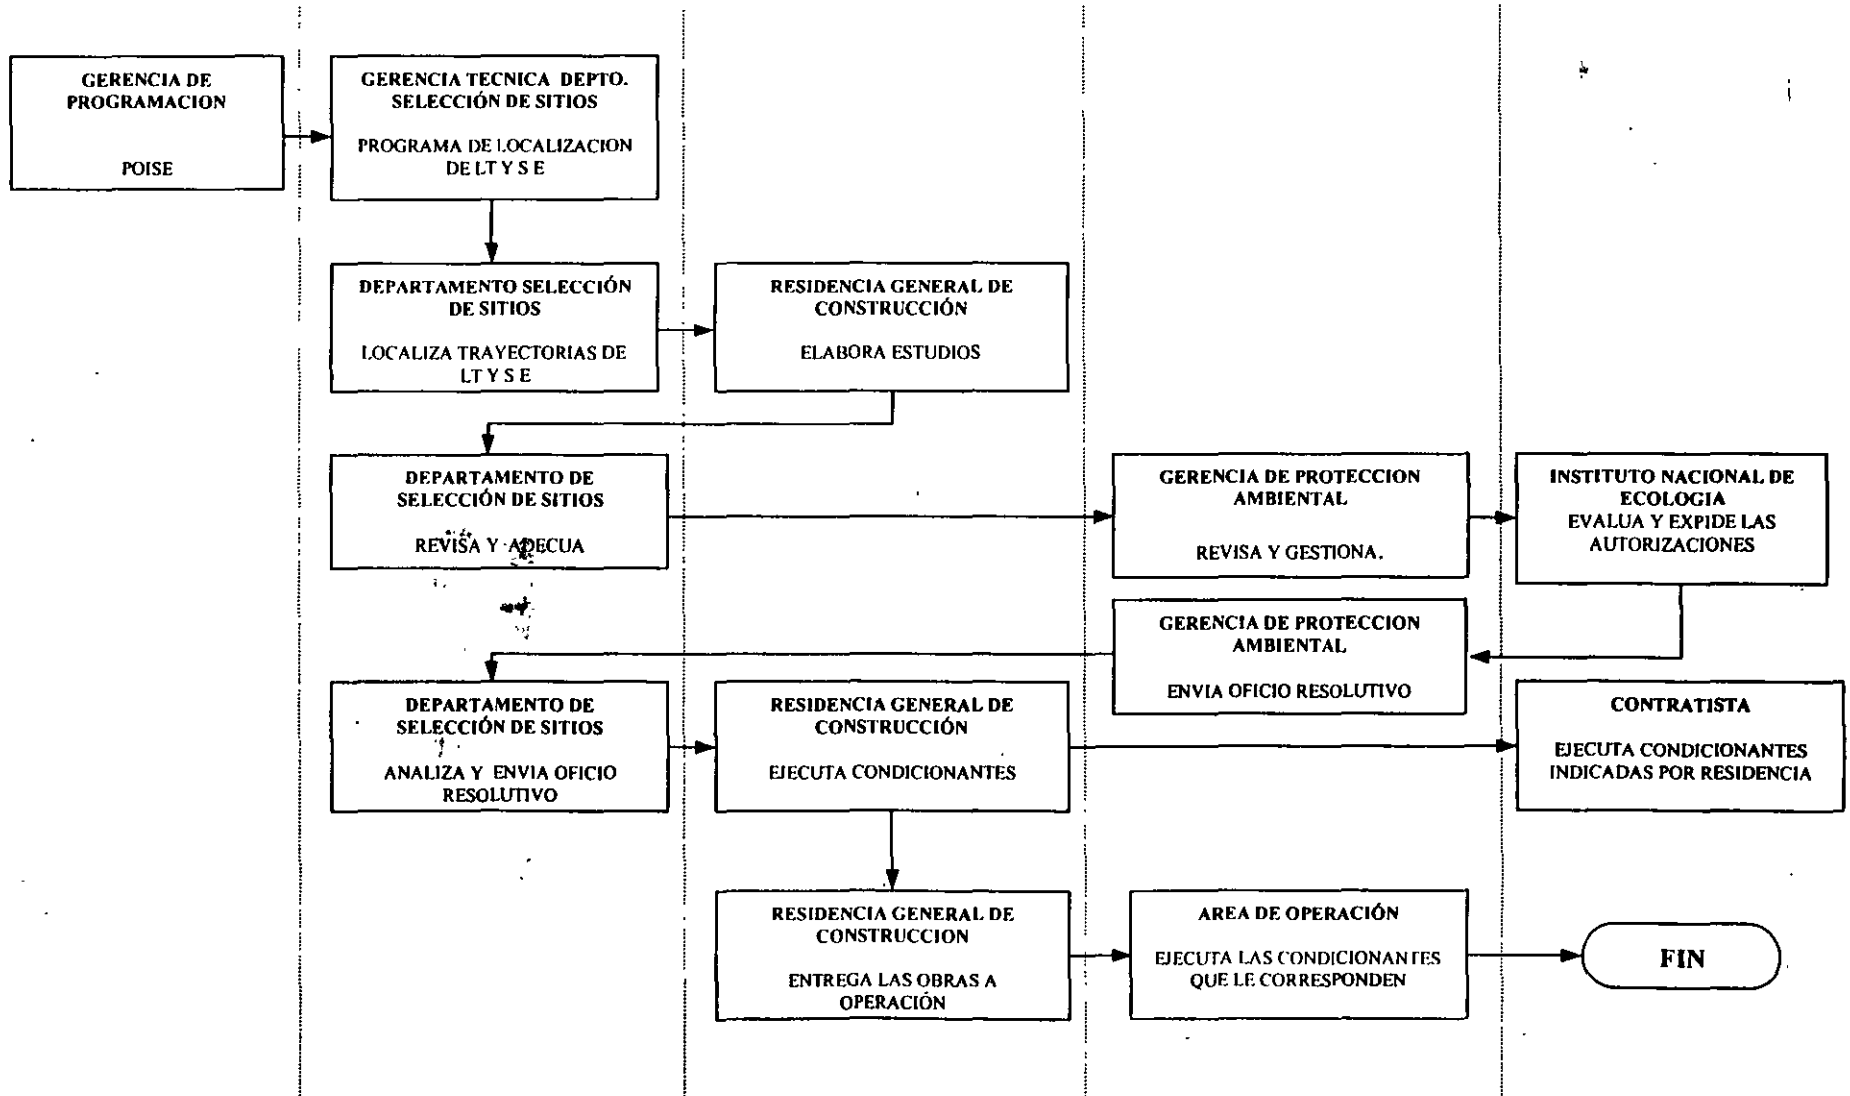 GERENCIA DE
PROGRAMACION
POISE
GERENCIA TECNICA DEPTO.
SELECCIÓN DE SITIOS
PROGRAMA DE LOCALIZACION
DE LT Y S E
DEPARTAMENTO SELECCIÓN
DE SITIOS
LOCALIZA TRAYECTORIAS DE
LT Y S E
RESIDENCIA GENERAL DE
CONSTRUCCIÓN
ELABORA ESTUDIOS
DEPARTAMENTO DE
SELECCIÓN DE SITIOS
REVISA Y ADECUA
GERENCIA DE PROTECCION
AMBIENTAL
REVISA Y GESTIONA.
INSTITUTO NACIONAL DE
ECOLOGIA
EVALUA Y EXPIDE LAS
AUTORIZACIONES
GERENCIA DE PROTECCION
AMBIENTAL
ENVIA OFICIO RESOLUTIVO
DEPARTAMENTO DE
SELECCIÓN DE SITIOS
ANALIZA Y ENVIA OFICIO
RESOLUTIVO
RESIDENCIA GENERAL DE
CONSTRUCCIÓN
EJECUTA CONDICIONANTES
CONTRATISTA
EJECUTA CONDICIONANTES
INDICADAS POR RESIDENCIA
RESIDENCIA GENERAL DE
CONSTRUCCION
ENTREGA LAS OBRAS A
OPERACIÓN
AREA DE OPERACIÓN
EJECUTA LAS CONDICIONANTES
QUE LE CORRESPONDEN
FIN